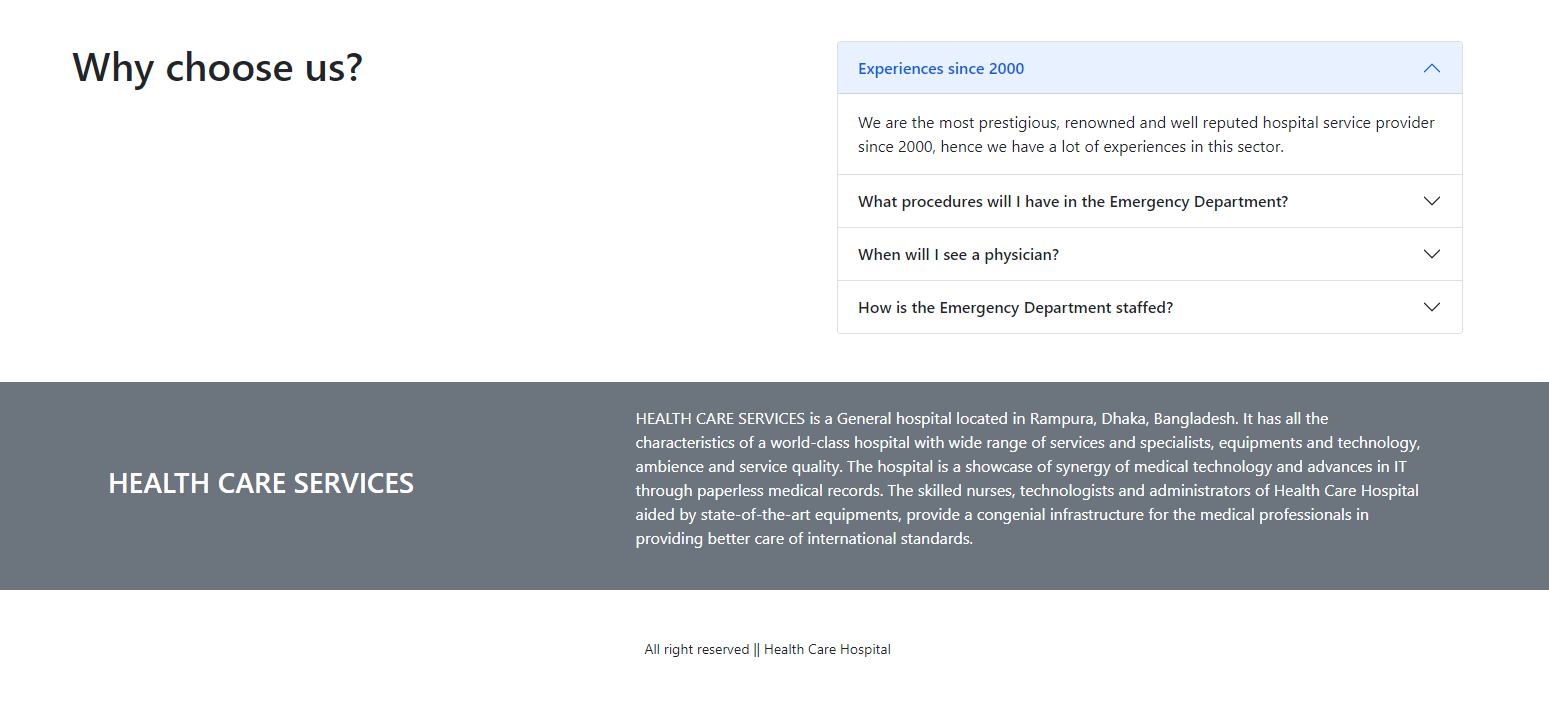 Why choose us?
Experiences since 2000
We are the most prestigious, renowned and well reputed hospital service provider
since 2000, hence we have a lot of experiences in this sector.
What procedures will I have in the Emergency Department?
When will I see a physician?
How is the Emergency Department staffed?
HEALTH CARE SERVICES
HEALTH CARE SERVICES is a General hospital located in Rampura, Dhaka, Bangladesh. It has all the
characteristics of a world-class hospital with wide range of services and specialists, equipments and technology,
ambience and service quality. The hospital is a showcase of synergy of medical technology and advances in IT
through paperless medical records. The skilled nurses, technologists and administrators of Health Care Hospital
aided by state-of-the-art equipments, provide a congenial infrastructure for the medical professionals in
providing better care of international standards.
All right reserved || Health Care Hospital